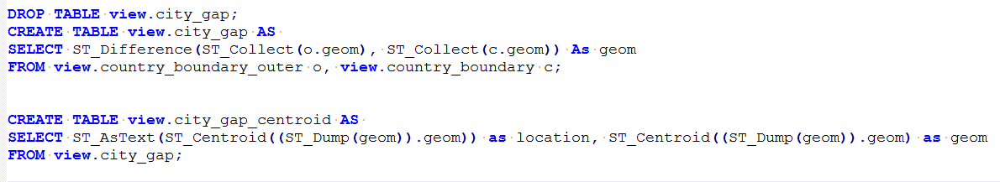 DROP TABLE view.city_gap;
CREATE TABLE view.city_gap AS
SELECT ST_Difference(ST_Collect(o.geom), ST_Collect(c.geom)) As geom
FROM view.country_boundary_outer o, view.country_boundary c;
CREATE TABLE view.city_gap_centroid AS
SELECT ST_AsText(ST_Centroid((ST_Dump(geom)).geom)) as location, ST_Centroid((ST_Dump(geom)).geom) as geom
FROM view.city_gap;